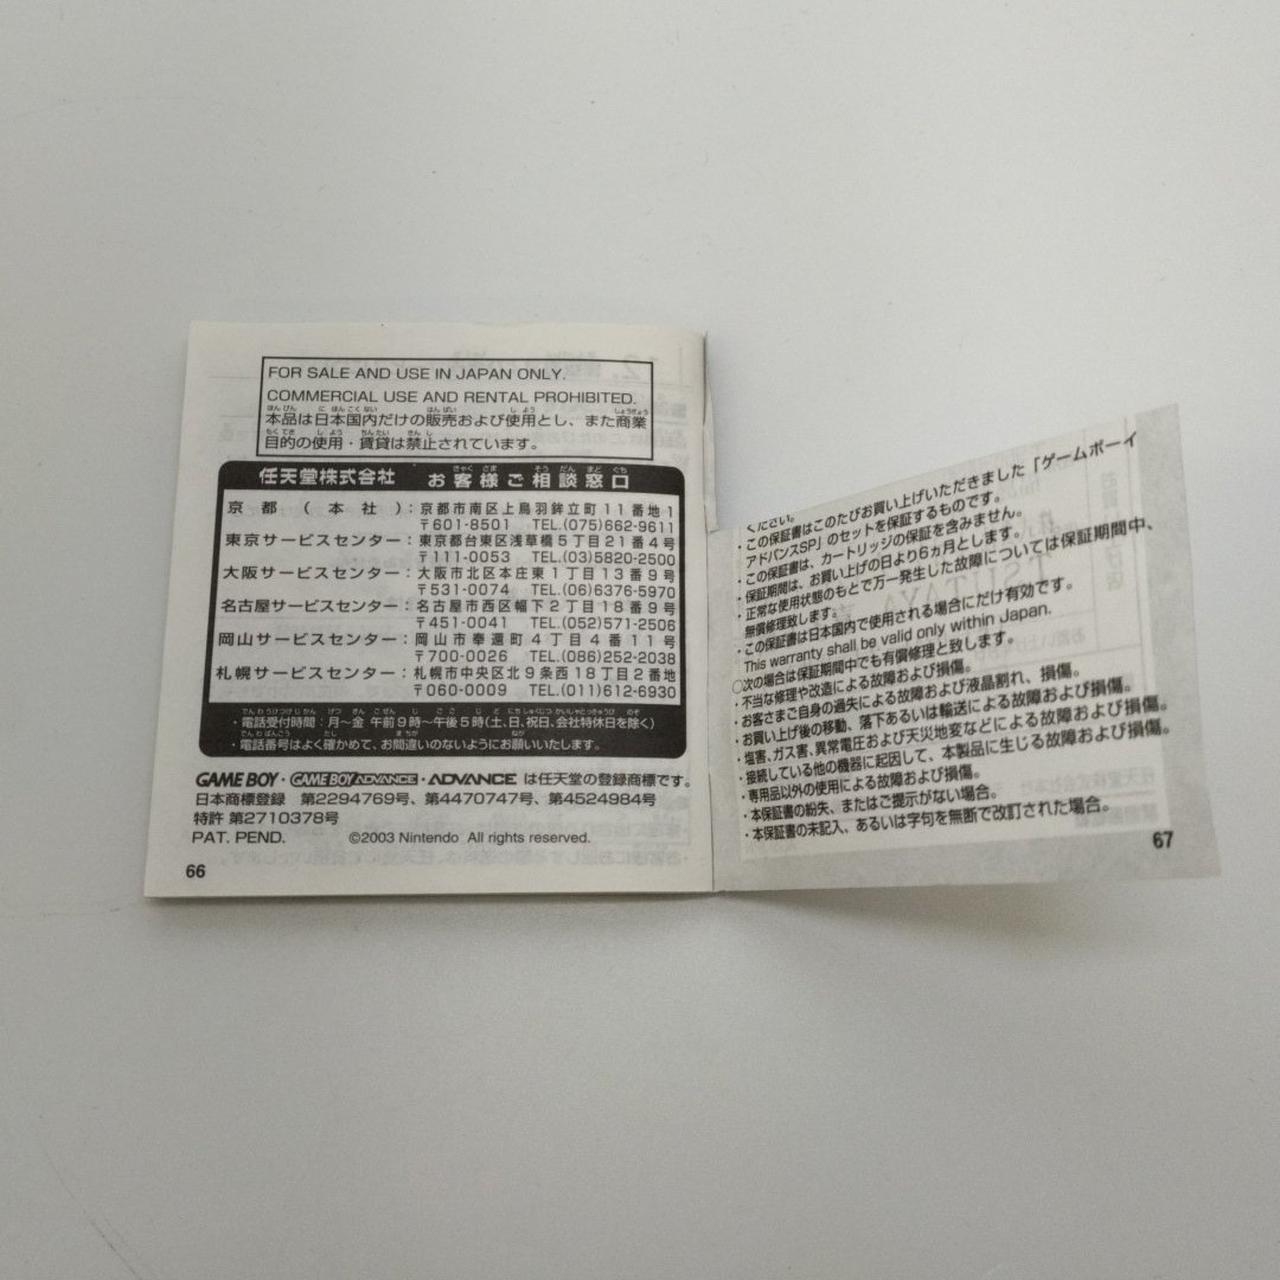 FOR SALE AND USE IN JAPAN ONLY.
COMMERCIAL USE AND RENTAL PROHIBITED.
本品は日本国内だけの販売および使用とし、また商業
目的の使用・賃貸は禁止されています。
任天堂株式会社 お客様ご相談窓口
京都(本社):京都市南区上鳥羽鉾立町11番地1
〒601-8501 TEL.(075)662-9611
東京サービスセンター:東京都台東区浅草橋5丁目21番4号
〒111-0053 TEL.(03)5820-2500
大阪サービスセンター:大阪市北区本庄東1丁目13番9号
〒531-0074 TEL.(06)6376-5970
名古屋サービスセンター:名古屋市西区幅下2丁目18番9号
〒451-0041 TEL.(052)571-2506
岡山サービスセンター:岡山市奉還町4丁目4番11号
〒700-0026 TEL.(086)252-2038
札幌サービスセンター:札幌市中央区北9条西18丁目2番地
〒060-0009 TEL.(011)612-6930
・電話受付時間:月〜金 午前9時〜午後5時(土、日、祝日、会社特休日を除く)
・電話番号はよく確かめて、お間違いのないようにお願いいたします。
GAME BOY・GAME BOY ADVANCE・ADVANCE は任天堂の登録商標です。
日本商標登録 第2294769号、第4470747号、第4524984号
特許 第2710378号
PAT. PEND. ©2003 Nintendo All rights reserved.
66
ください。
・この保証書はこのたびお買い上げいただきました「ゲームボーイ
アドバンスSP」のセットを保証するものです。
・この保証書は、カートリッジの保証を含みません。
・保証期間は、お買い上げの日より6ヵ月とします。
・正常な使用状態のもとで万一発生した故障については保証期間中、
無償修理致します。
・この保証書は日本国内で使用される場合にだけ有効です。
This warranty shall be valid only within Japan.
○次の場合は保証期間中でも有償修理と致します。
・不当な修理や改造による故障および損傷。
・お客さまご自身の過失による故障および液晶割れ、損傷。
・お買い上げ後の移動、落下あるいは輸送による故障および損傷。
・塩害、ガス害、異常電圧および天災地変などによる故障および損傷。
・接続している他の機器に起因して、本製品に生じる故障および損傷。
・専用品以外の使用による故障および損傷。
・本保証書の紛失、またはご提示がない場合。
・本保証書の未記入、あるいは字句を無断で改訂された場合。
67